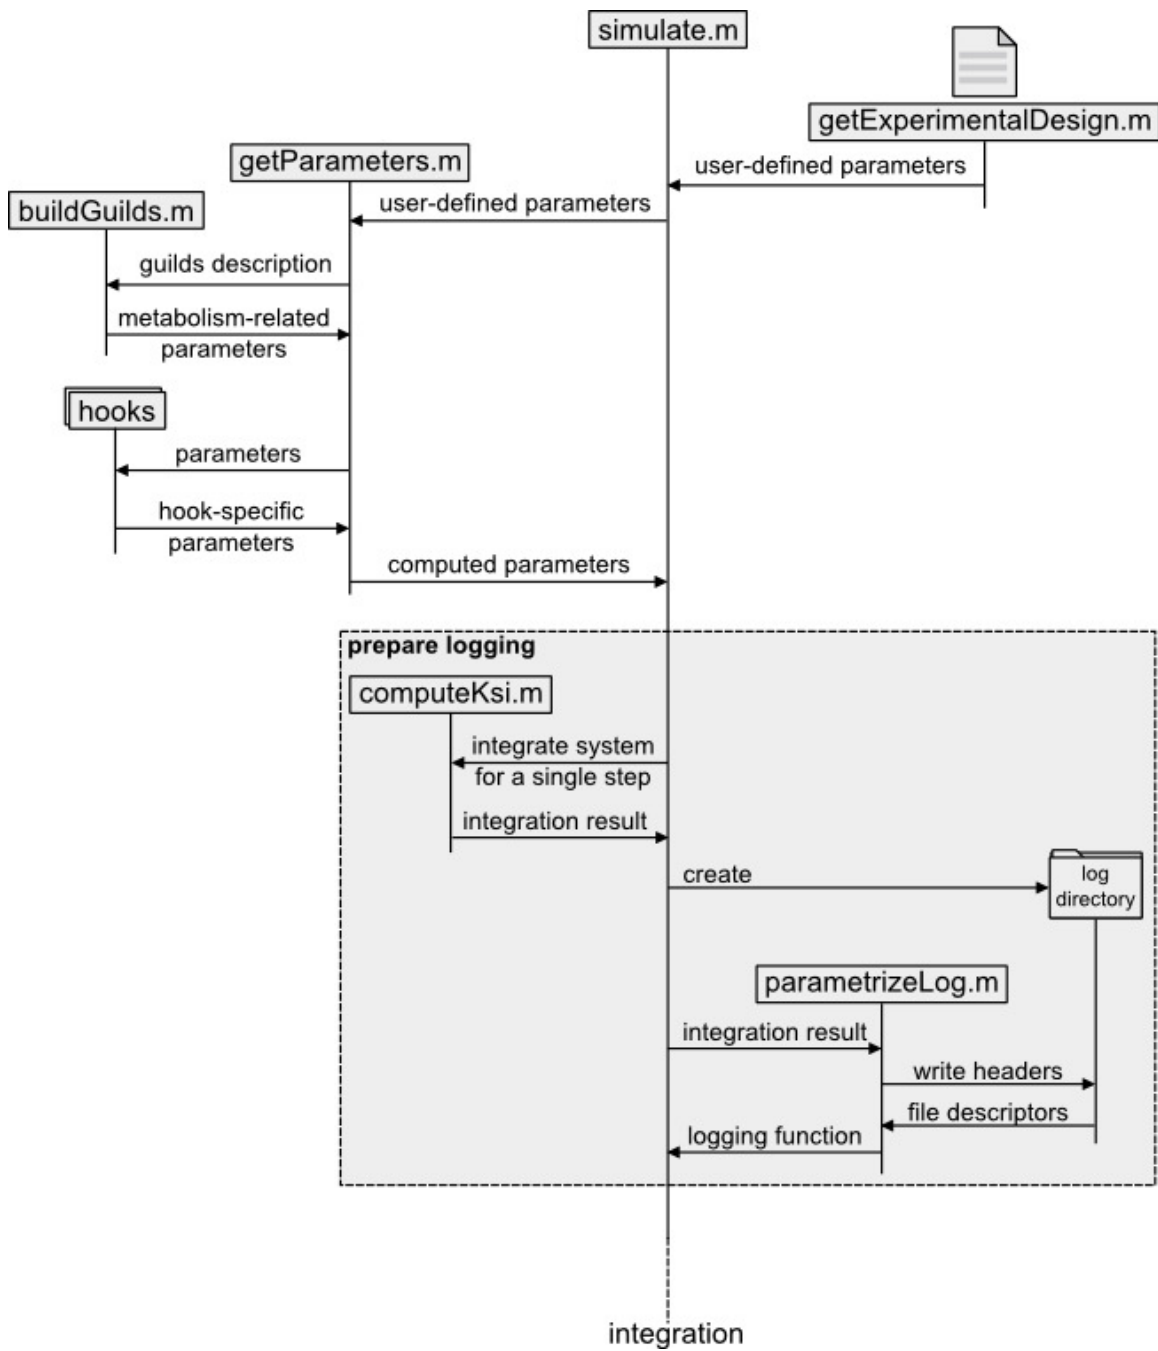 simulate.m
getExperimentalDesign.m
user-defined parameters
getParameters.m
user-defined parameters
buildGuilds.m
guilds description
metabolism-related
parameters
hooks
parameters
hook-specific
parameters
computed parameters
prepare logging
computeKsi.m
integrate system
for a single step
integration result
create
log
directory
parametrizeLog.m
integration result
write headers
file descriptors
logging function
integration